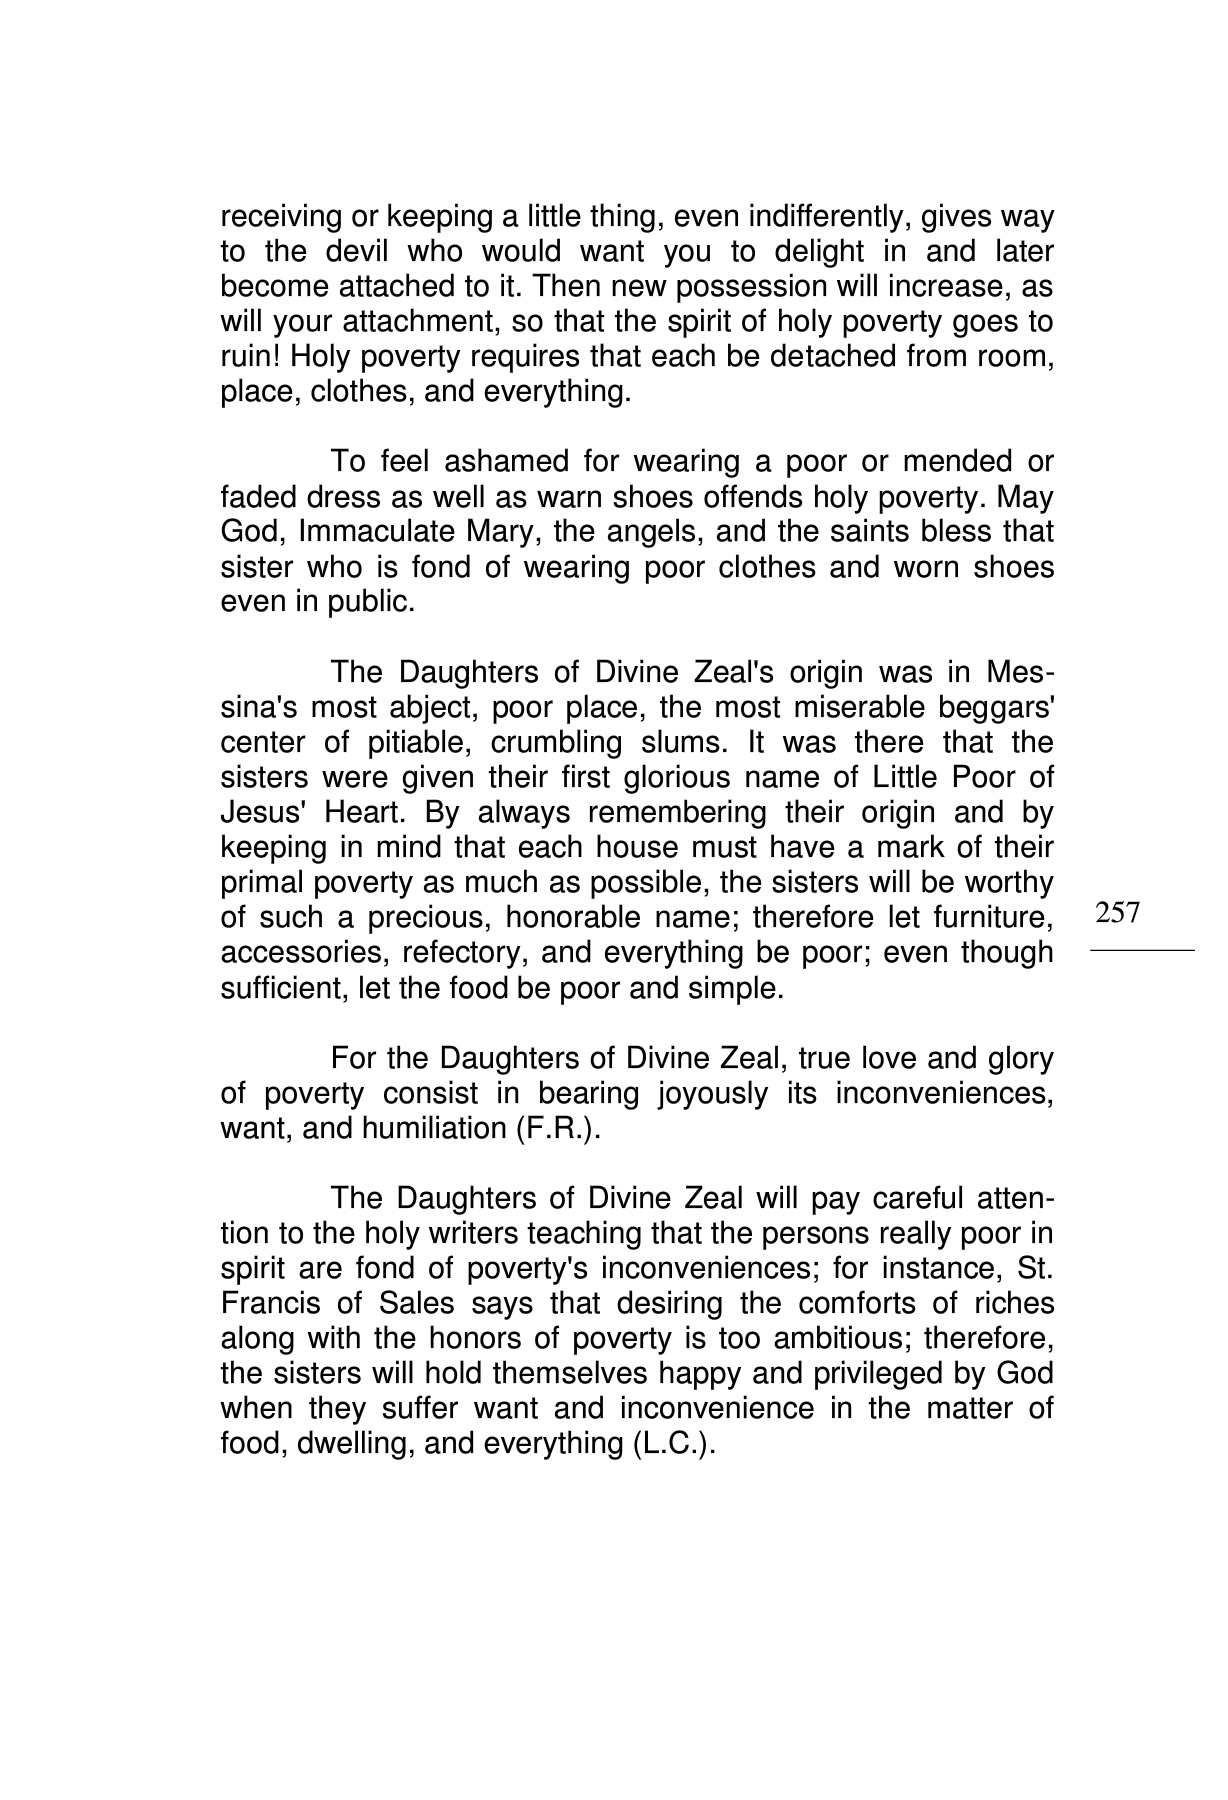 receiving or keeping a little thing, even indifferently, gives way
to the devil who would want you to delight in and later
become attached to it. Then new possession will increase, as
will your attachment, so that the spirit of holy poverty goes to
ruin! Holy poverty requires that each be detached from room,
place, clothes, and everything.
To feel ashamed for wearing a poor or mended or
faded dress as well as warn shoes offends holy poverty. May
God, Immaculate Mary, the angels, and the saints bless that
sister who is fond of wearing poor clothes and worn shoes
even in public.
The Daughters of Divine Zeal's origin was in Mes-
sina's most abject, poor place, the most miserable beggars'
center of pitiable, crumbling slums. It was there that the
sisters were given their first glorious name of Little Poor of
Jesus' Heart. By always remembering their origin and by
keeping in mind that each house must have a mark of their
primal poverty as much as possible, the sisters will be worthy
of such a precious, honorable name; therefore let furniture,
accessories, refectory, and everything be poor; even though
sufficient, let the food be poor and simple.
257
For the Daughters of Divine Zeal, true love and glory
of poverty consist in bearing joyously its inconveniences,
want, and humiliation (F.R.).
The Daughters of Divine Zeal will pay careful atten-
tion to the holy writers teaching that the persons really poor in
spirit are fond of poverty's inconveniences; for instance, St.
Francis of Sales says that desiring the comforts of riches
along with the honors of poverty is too ambitious; therefore,
the sisters will hold themselves happy and privileged by God
when they suffer want and inconvenience in the matter of
food, dwelling, and everything (L.C.).